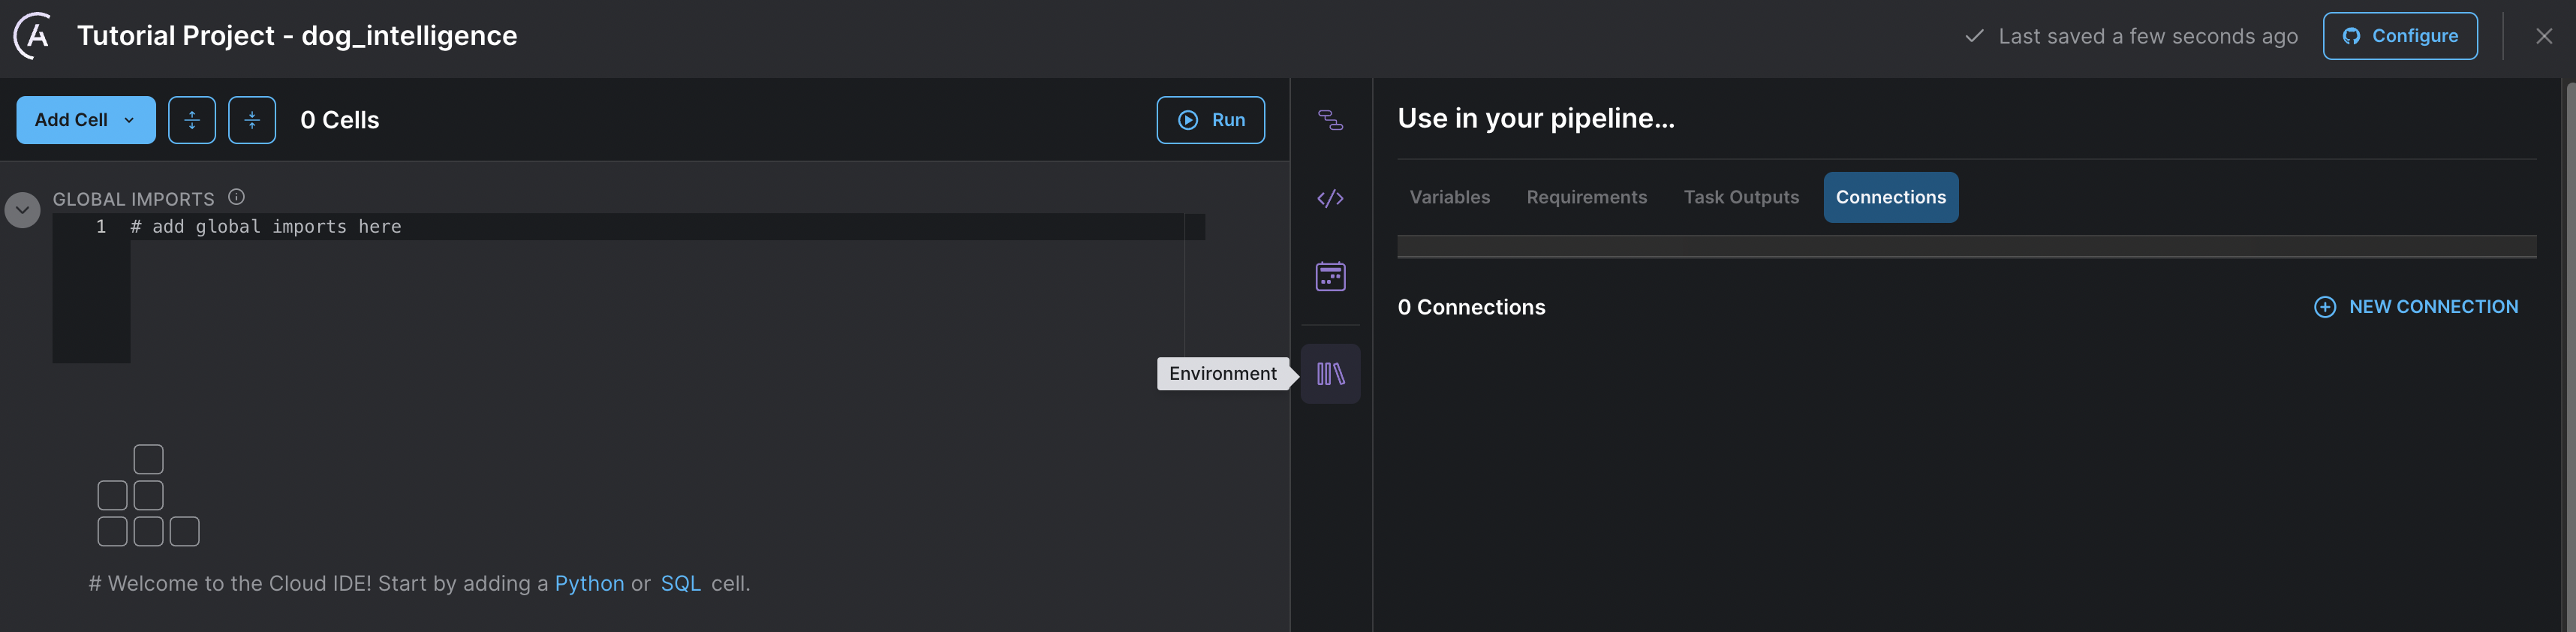 Tutorial Project - dog_intelligence
Last saved a few seconds ago
Configure
Add Cell
0 Cells
Run
GLOBAL IMPORTS
1 # add global imports here
# Welcome to the Cloud IDE! Start by adding a Python or SQL cell.
Environment
Use in your pipeline...
Variables Requirements Task Outputs Connections
0 Connections
NEW CONNECTION